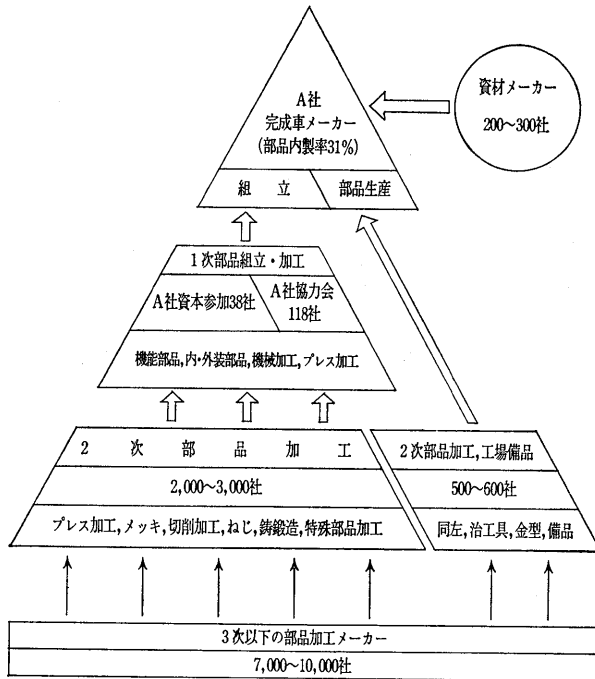 A社
完成車メーカー
(部品内製率31%)
組立
部品生産
資材メーカー
200〜300社
1次部品組立・加工
A社資本参加38社
A社協力会
118社
機能部品,内・外装部品,機械加工,プレス加工
2次部品加工
2,000〜3,000社
プレス加工,メッキ,切削加工,ねじ,鋳鍛造,特殊部品加工
2次部品加工,工場備品
500〜600社
同左,治工具,金型,備品
3次以下の部品加工メーカー
7,000〜10,000社